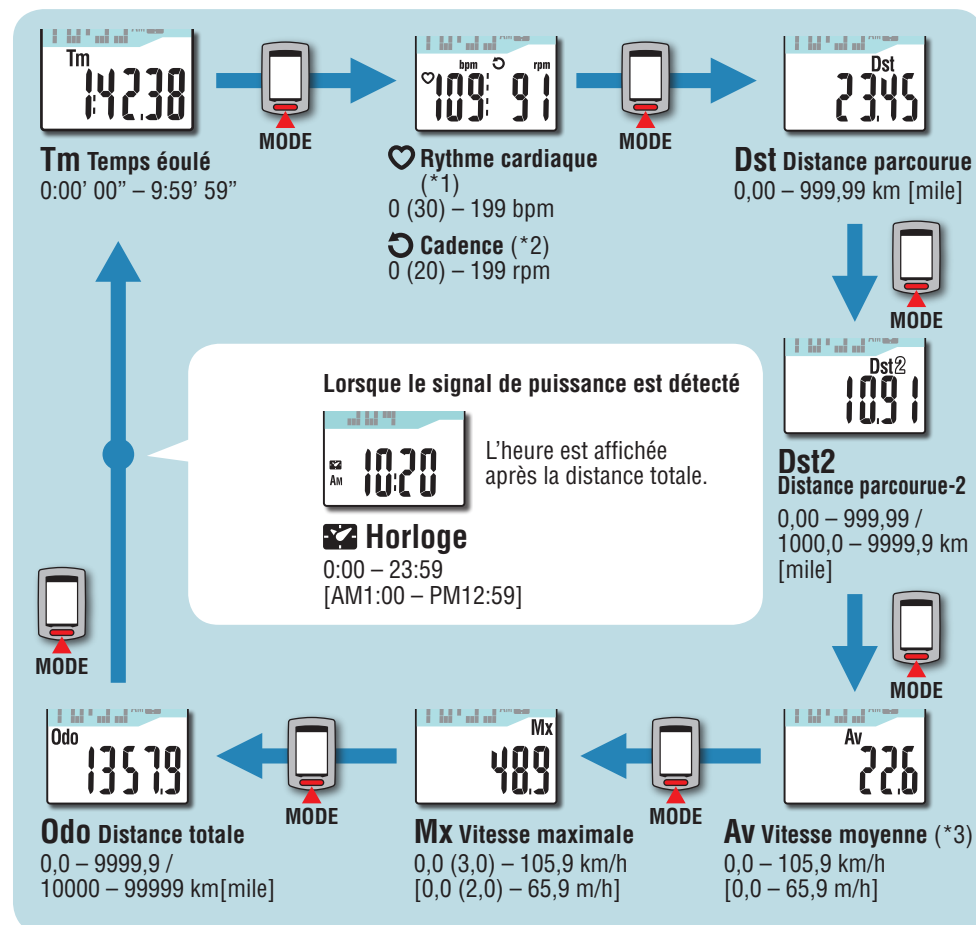 Tm
1:42.38
MODE
bpm rpm
109 91
MODE
Dst
23.45
Tm Temps éoulé
0:00' 00” – 9:59' 59”
Rythme cardiaque
(*1)
0 (30) – 199 bpm
Cadence (*2)
0 (20) – 199 rpm
Dst Distance parcourue
0,00 – 999,99 km [mile]
MODE
Dst2
10.91
Dst2
Distance parcourue-2
0,00 – 999,99 /
1000,0 – 9999,9 km
[mile]
Lorsque le signal de puissance est détecté
AM
10:20
L'heure est affichée
après la distance totale.
Horloge
0:00 – 23:59
[AM1:00 – PM12:59]
MODE
MODE
Odo
1357.9
MODE
Mx
48.9
MODE
Av
22.6
Odo Distance totale
0,0 – 9999,9 /
10000 – 99999 km[mile]
Mx Vitesse maximale
0,0 (3,0) – 105,9 km/h
[0,0 (2,0) – 65,9 m/h]
Av Vitesse moyenne (*3)
0,0 – 105,9 km/h
[0,0 – 65,9 m/h]